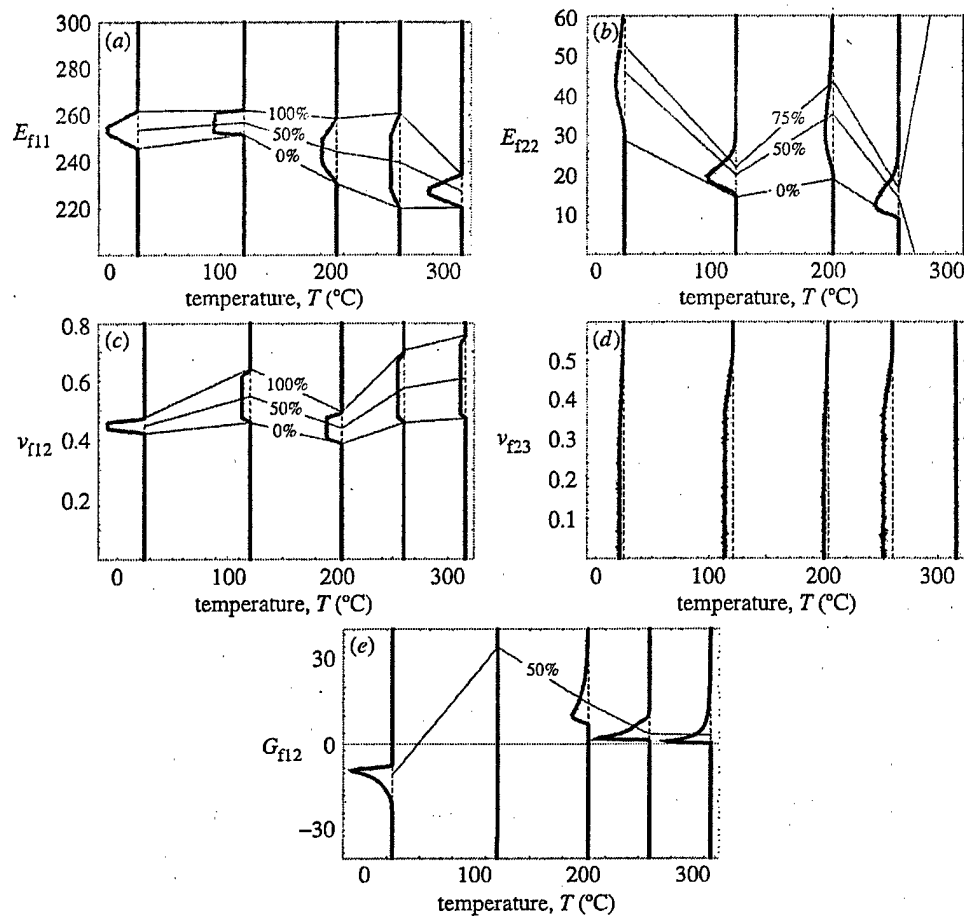 (a)
300
280
260
240
220
E_f11
100%
50%
0%
0 100 200 300
temperature, T (°C)
(b)
60
50
40
30
20
10
E_f22
75%
50%
0%
0 100 200 300
temperature, T (°C)
(c)
0.8
0.6
0.4
0.2
ν_f12
100%
50%
0%
0 100 200 300
temperature, T (°C)
(d)
0.5
0.4
0.3
0.2
0.1
ν_f23
0 100 200 300
temperature, T (°C)
(e)
30
0
−30
G_f12
50%
0 100 200 300
temperature, T (°C)